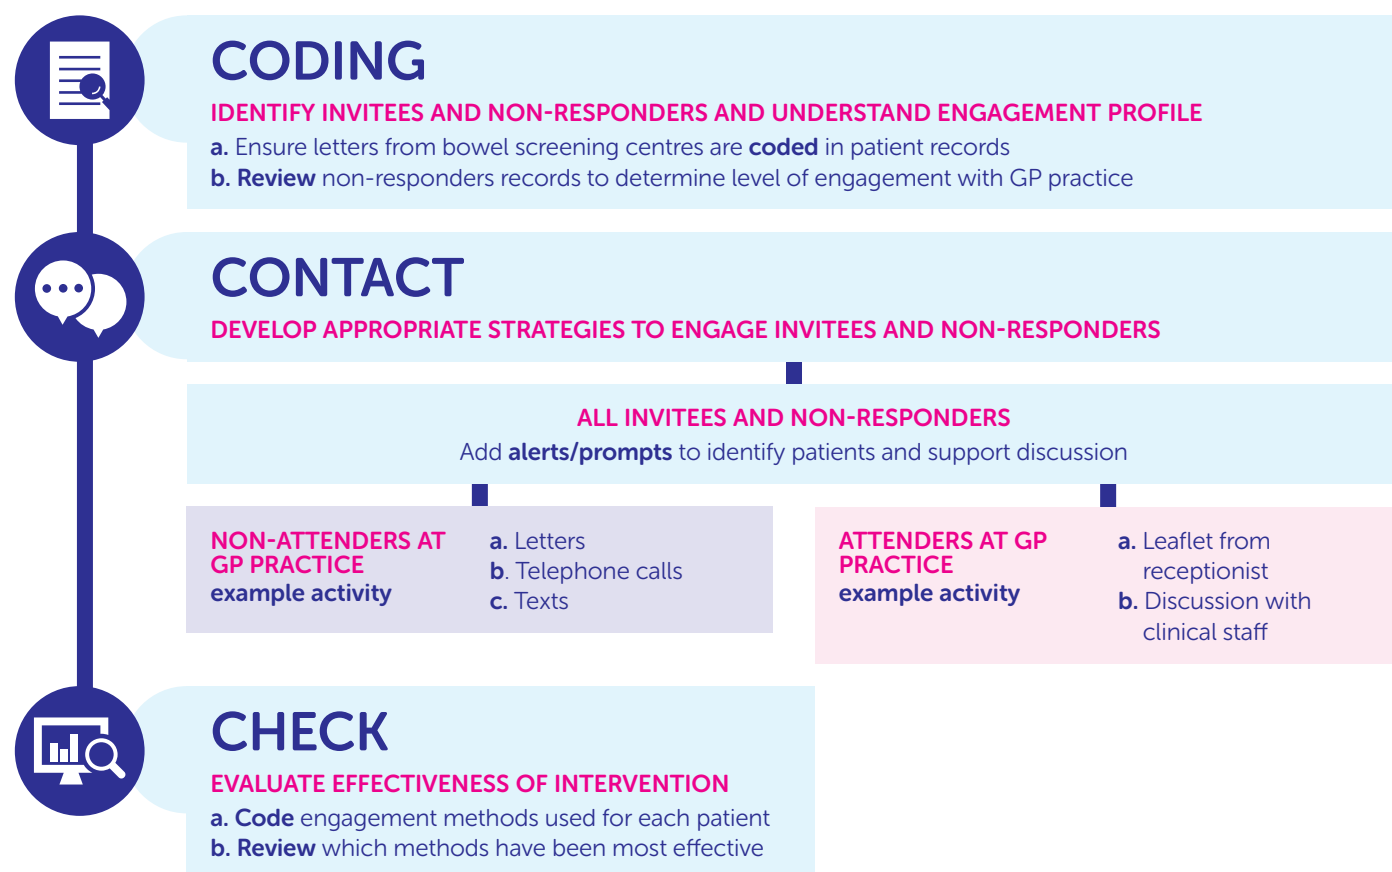 CODING
IDENTIFY INVITEES AND NON-RESPONDERS AND UNDERSTAND ENGAGEMENT PROFILE
a. Ensure letters from bowel screening centres are coded in patient records
b. Review non-responders records to determine level of engagement with GP practice
CONTACT
DEVELOP APPROPRIATE STRATEGIES TO ENGAGE INVITEES AND NON-RESPONDERS
ALL INVITEES AND NON-RESPONDERS
Add alerts/prompts to identify patients and support discussion
NON-ATTENDERS AT
GP PRACTICE
example activity
a. Letters
b. Telephone calls
c. Texts
ATTENDERS AT GP
PRACTICE
example activity
a. Leaflet from
receptionist
b. Discussion with
clinical staff
CHECK
EVALUATE EFFECTIVENESS OF INTERVENTION
a. Code engagement methods used for each patient
b. Review which methods have been most effective